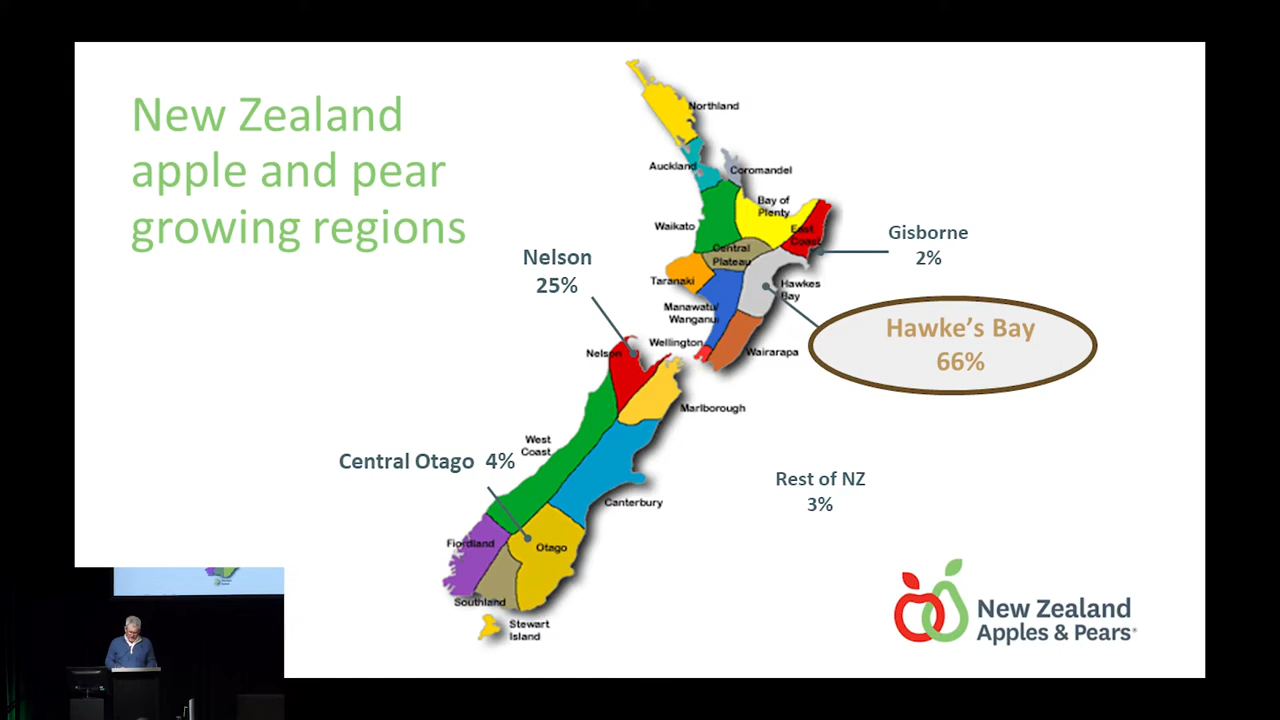 New Zealand
apple and pear
growing regions
Northland
Auckland
Coromandel
Bay of
Plenty
Waikato
East
Coast
Central
Plateau
Gisborne
2%
Nelson
25%
Taranaki
Hawkes
Bay
Manawatu/
Wanganui
Hawke's Bay
66%
Wellington
Nelson
Wairarapa
Marlborough
West
Coast
Central Otago 4%
Rest of NZ
3%
Canterbury
Fiordland
Otago
Southland
Stewart
Island
New Zealand
Apples & Pears